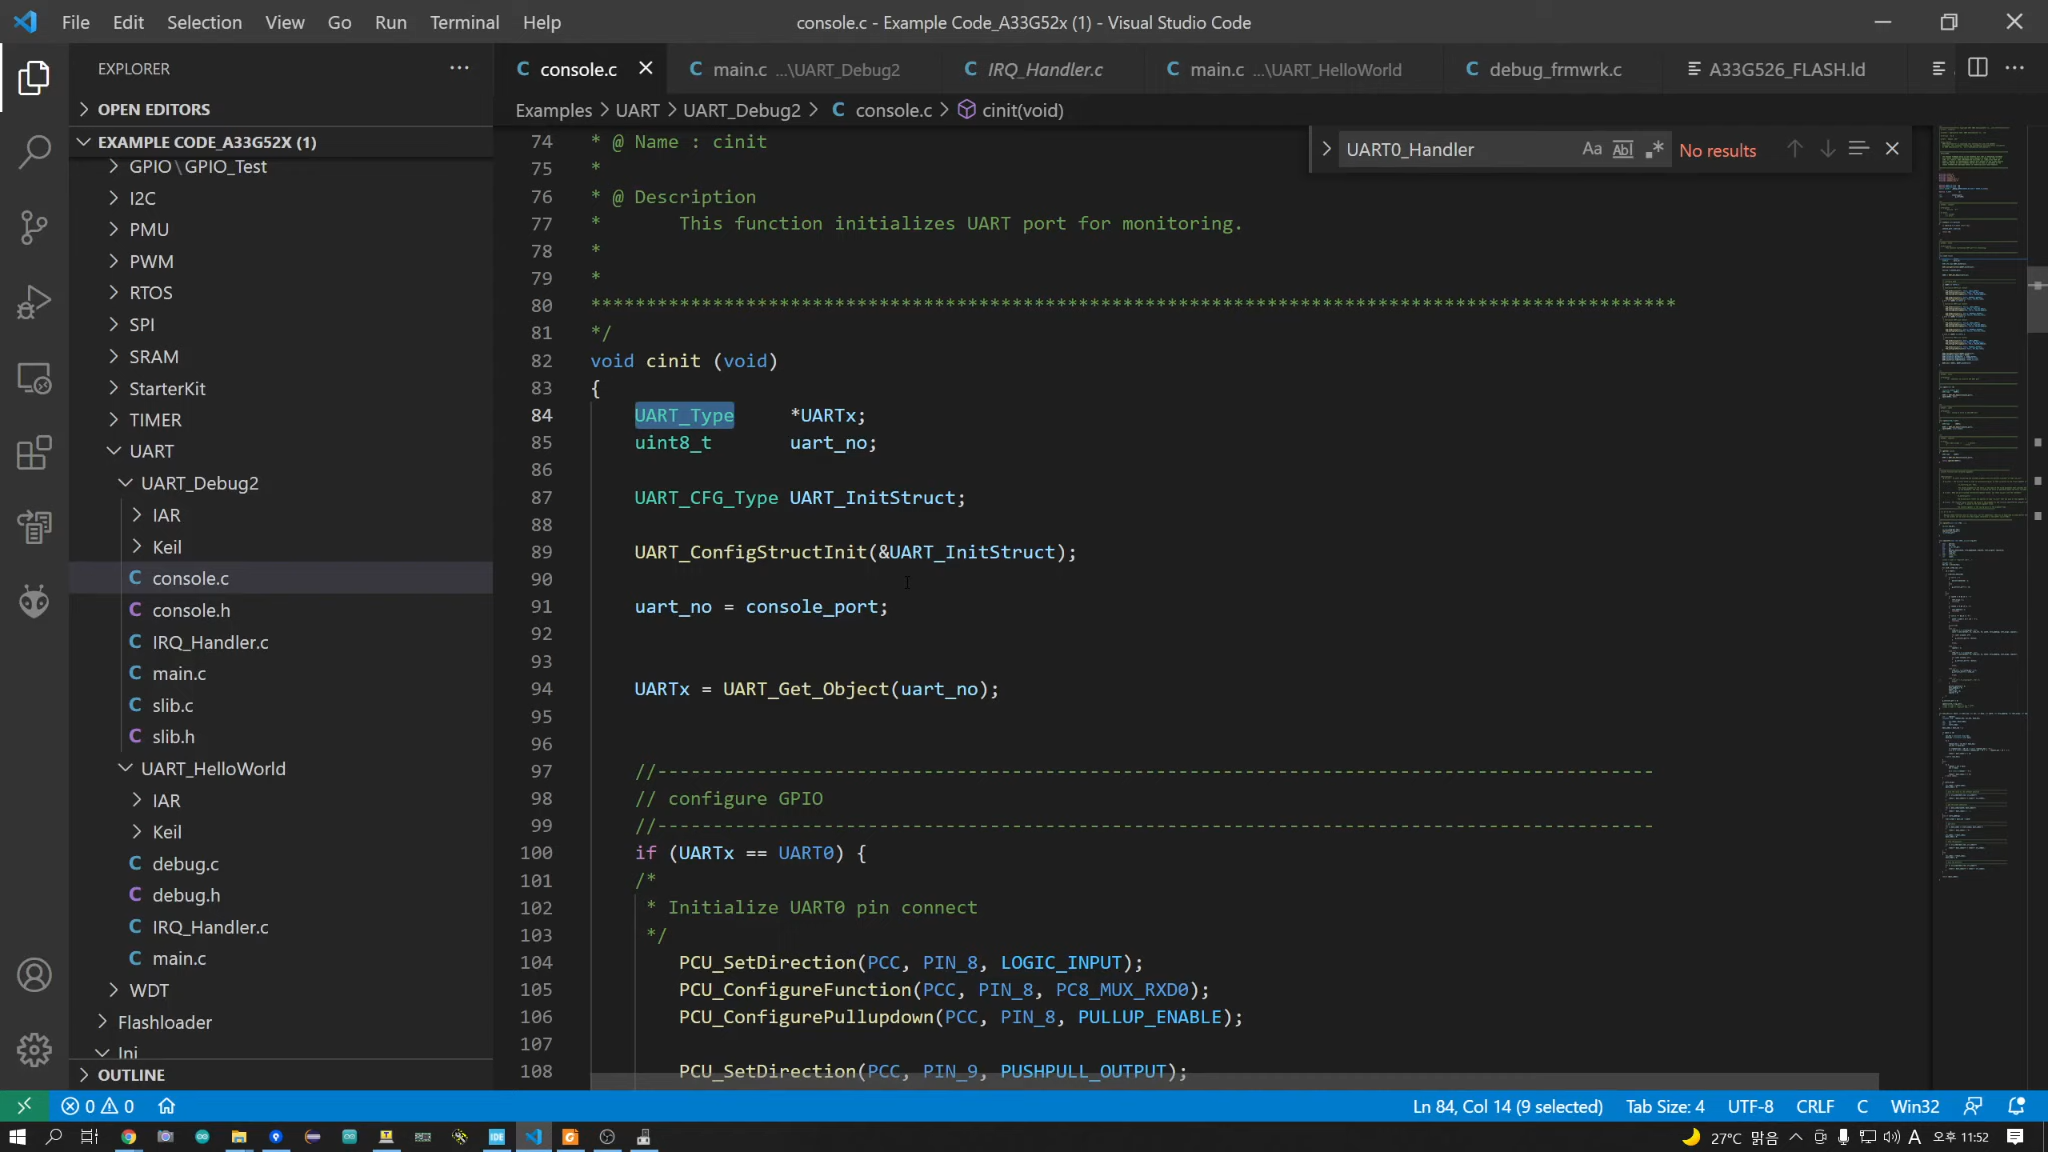 File Edit Selection View Go Run Terminal Help
console.c - Example Code_A33G52x (1) - Visual Studio Code
EXPLORER
OPEN EDITORS
EXAMPLE CODE_A33G52X (1)
GPIO\GPIO_Test
I2C
PMU
PWM
RTOS
SPI
SRAM
StarterKit
TIMER
UART
UART_Debug2
IAR
Keil
C console.c
C console.h
C IRQ_Handler.c
C main.c
C slib.c
C slib.h
UART_HelloWorld
IAR
Keil
C debug.c
C debug.h
C IRQ_Handler.c
C main.c
WDT
Flashloader
Ini
OUTLINE
C console.c C main.c ...\UART_Debug2 C IRQ_Handler.c C main.c ...\UART_HelloWorld C debug_frmwrk.c A33G526_FLASH.ld
Examples > UART > UART_Debug2 > C console.c > cinit(void)
UART0_Handler Aa Abl No results
74 * @ Name : cinit
75 *
76 * @ Description
77 * This function initializes UART port for monitoring.
78 *
79 *
80 **************************************************************************************************
81 */
82 void cinit (void)
83 {
84 UART_Type *UARTx;
85 uint8_t uart_no;
86
87 UART_CFG_Type UART_InitStruct;
88
89 UART_ConfigStructInit(&UART_InitStruct);
90
91 uart_no = console_port;
92
93
94 UARTx = UART_Get_Object(uart_no);
95
96
97 //------------------------------------------------------------------------------------------
98 // configure GPIO
99 //------------------------------------------------------------------------------------------
100 if (UARTx == UART0) {
101 /*
102 * Initialize UART0 pin connect
103 */
104 PCU_SetDirection(PCC, PIN_8, LOGIC_INPUT);
105 PCU_ConfigureFunction(PCC, PIN_8, PC8_MUX_RXD0);
106 PCU_ConfigurePullupdown(PCC, PIN_8, PULLUP_ENABLE);
107
108 PCU_SetDirection(PCC, PIN_9, PUSHPULL_OUTPUT);
0 0
Ln 84, Col 14 (9 selected) Tab Size: 4 UTF-8 CRLF C Win32
IDE
27°C 맑음 A 오후 11:52